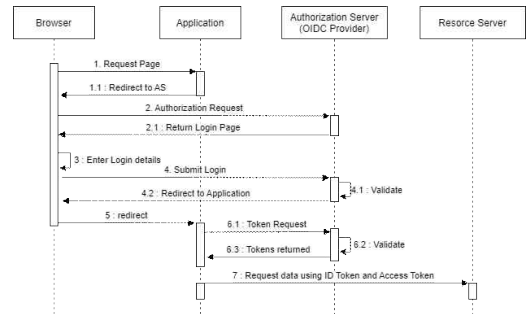 Browser
Application
Authorization Server
(OIDC Provider)
Resorce Server
1. Request Page
1.1 : Redirect to AS
2. Authorization Request
2.1 : Return Login Page
3 : Enter Login details
4. Submit Login
4.1 : Validate
4.2 : Redirect to Application
5 : redirect
6.1 : Token Request
6.2 : Validate
6.3 : Tokens returned
7 : Request data using ID Token and Access Token